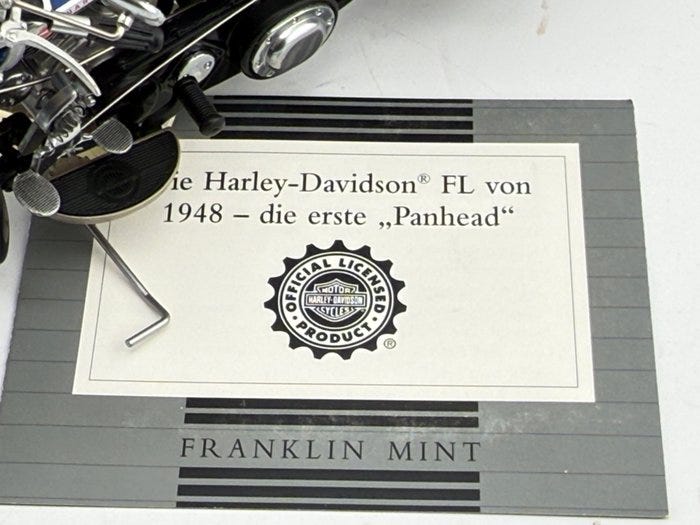 ie Harley-Davidson® FL von
1948 – die erste „Panhead“
OFFICIAL LICENSED
MOTOR
HARLEY-DAVIDSON
CYCLES
PRODUCT
®
FRANKLIN MINT